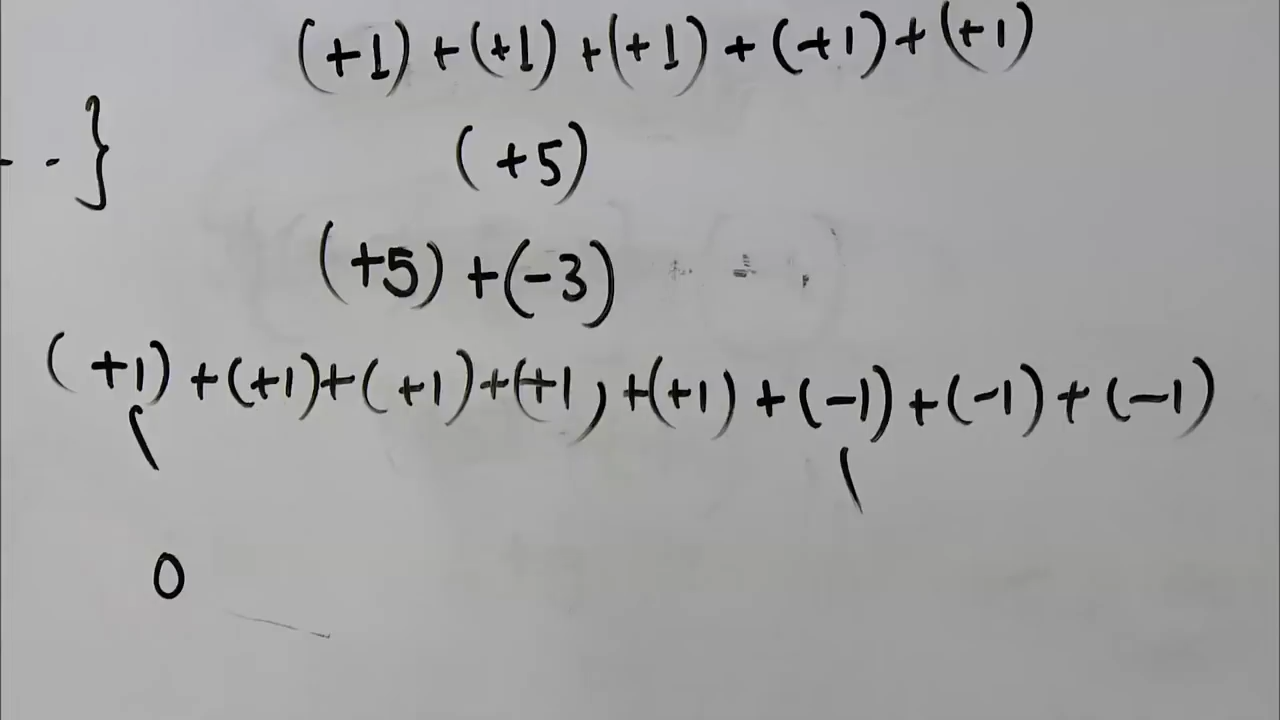 (+1) + (+1) + (+1) + (+1) + (+1)
(+5)
- - }
(+5) + (-3)
(+1) + (+1) + (+1) + (+1) + (+1) + (-1) + (-1) + (-1)
0